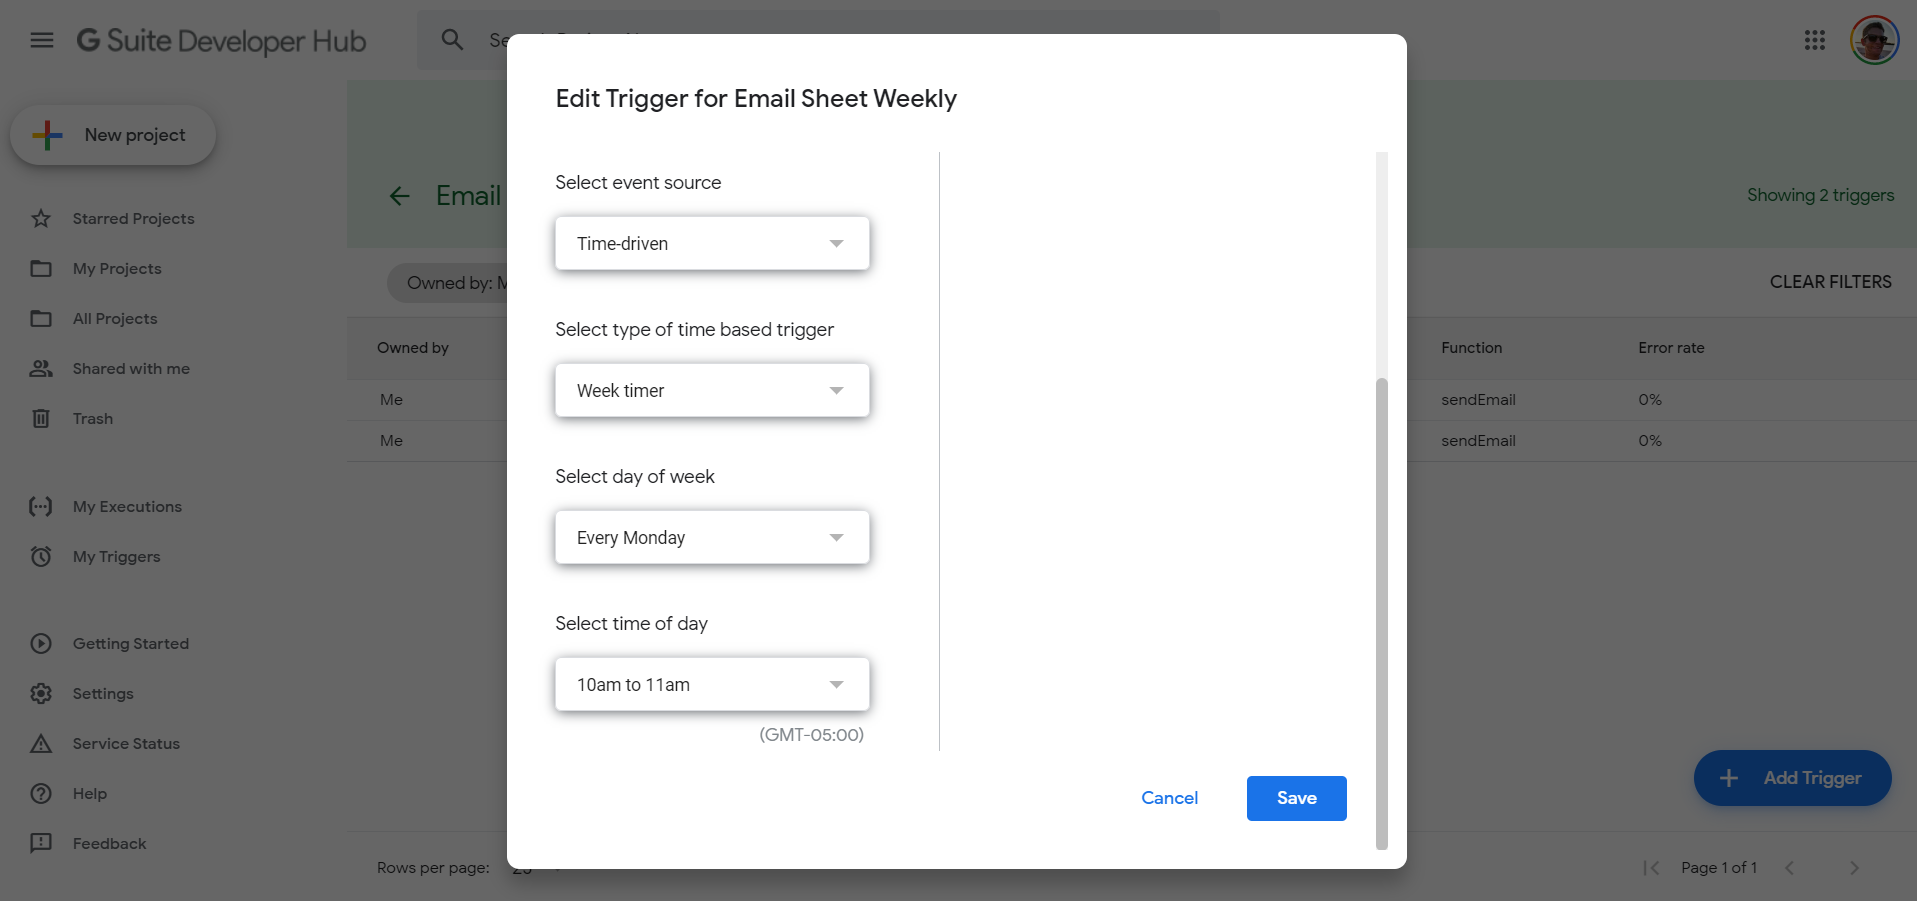 G Suite Developer Hub
New project
Starred Projects
My Projects
All Projects
Shared with me
Trash
My Executions
My Triggers
Getting Started
Settings
Service Status
Help
Feedback
Email
Showing 2 triggers
Owned by: M
CLEAR FILTERS
Owned by
Function
Error rate
Me
sendEmail
0%
Me
sendEmail
0%
Edit Trigger for Email Sheet Weekly
Select event source
Time-driven
Select type of time based trigger
Week timer
Select day of week
Every Monday
Select time of day
10am to 11am
(GMT-05:00)
Cancel
Save
Add Trigger
Rows per page:
Page 1 of 1